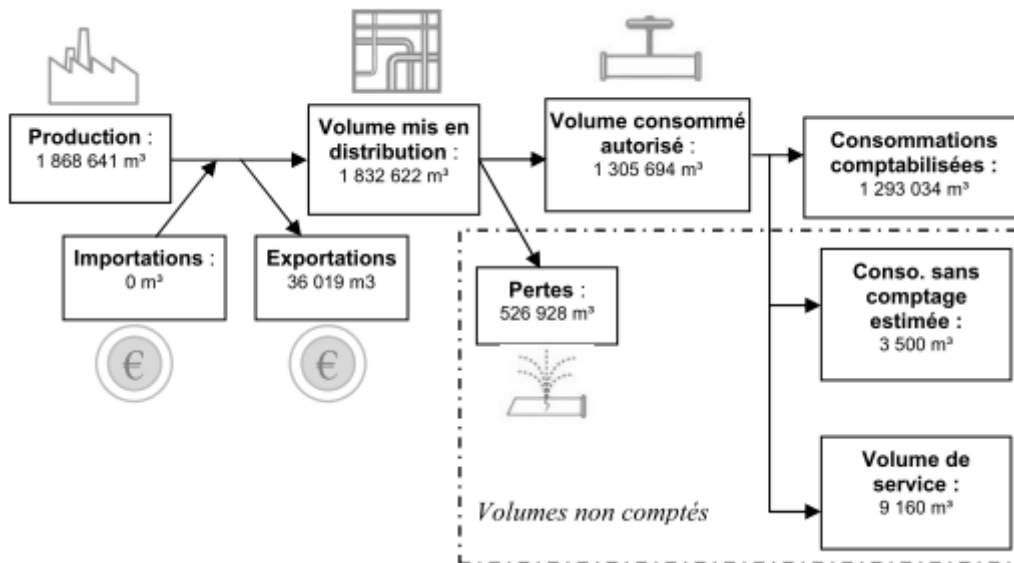 Production :
1 868 641 m³
Volume mis en
distribution :
1 832 622 m³
Volume consommé
autorisé :
1 305 694 m³
Consommations
comptabilisées :
1 293 034 m³
Importations :
0 m³
€
Exportations
36 019 m3
€
Pertes :
526 928 m³
Conso. sans
comptage
estimée :
3 500 m³
Volume de
service :
9 160 m³
Volumes non comptés